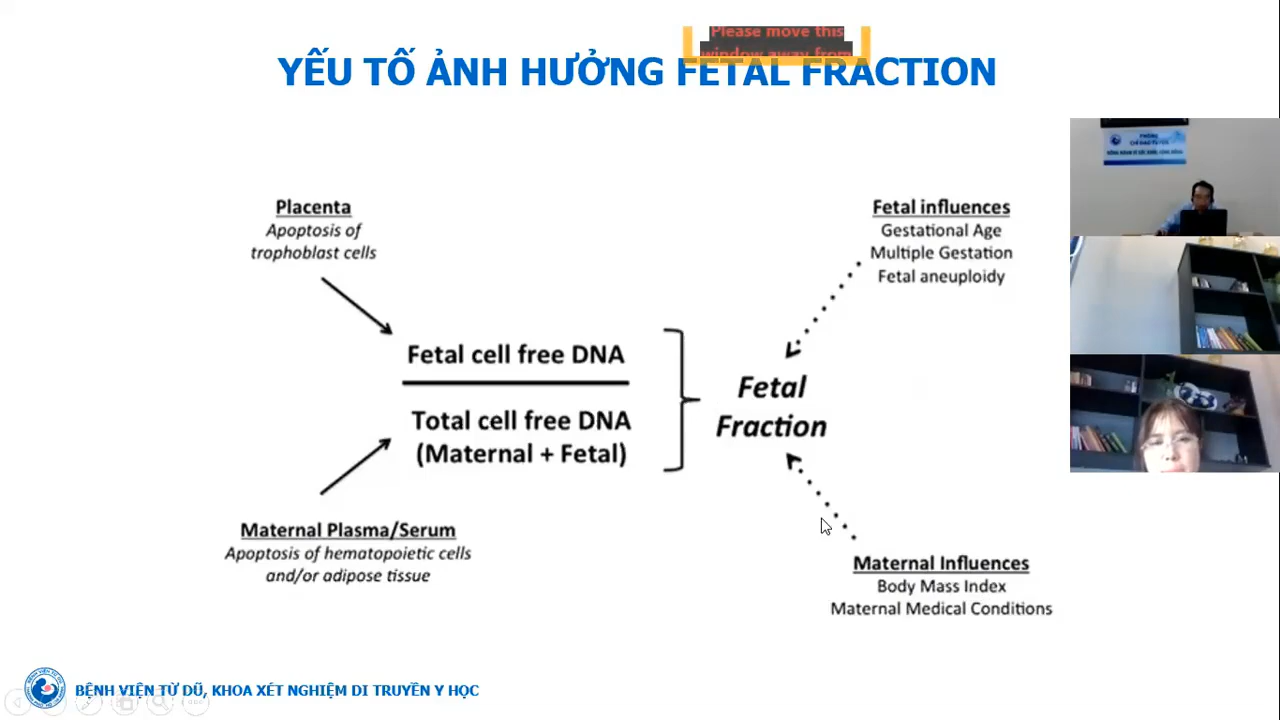 Please move this
window away from
YẾU TỐ ẢNH HƯỞNG FETAL FRACTION
Placenta
Apoptosis of
trophoblast cells
Fetal influences
Gestational Age
Multiple Gestation
Fetal aneuploidy
Fetal cell free DNA
Total cell free DNA
(Maternal + Fetal)
Fetal
Fraction
Maternal Plasma/Serum
Apoptosis of hematopoietic cells
and/or adipose tissue
Maternal Influences
Body Mass Index
Maternal Medical Conditions
BỆNH VIỆN TỪ DŨ, KHOA XÉT NGHIỆM DI TRUYỀN Y HỌC